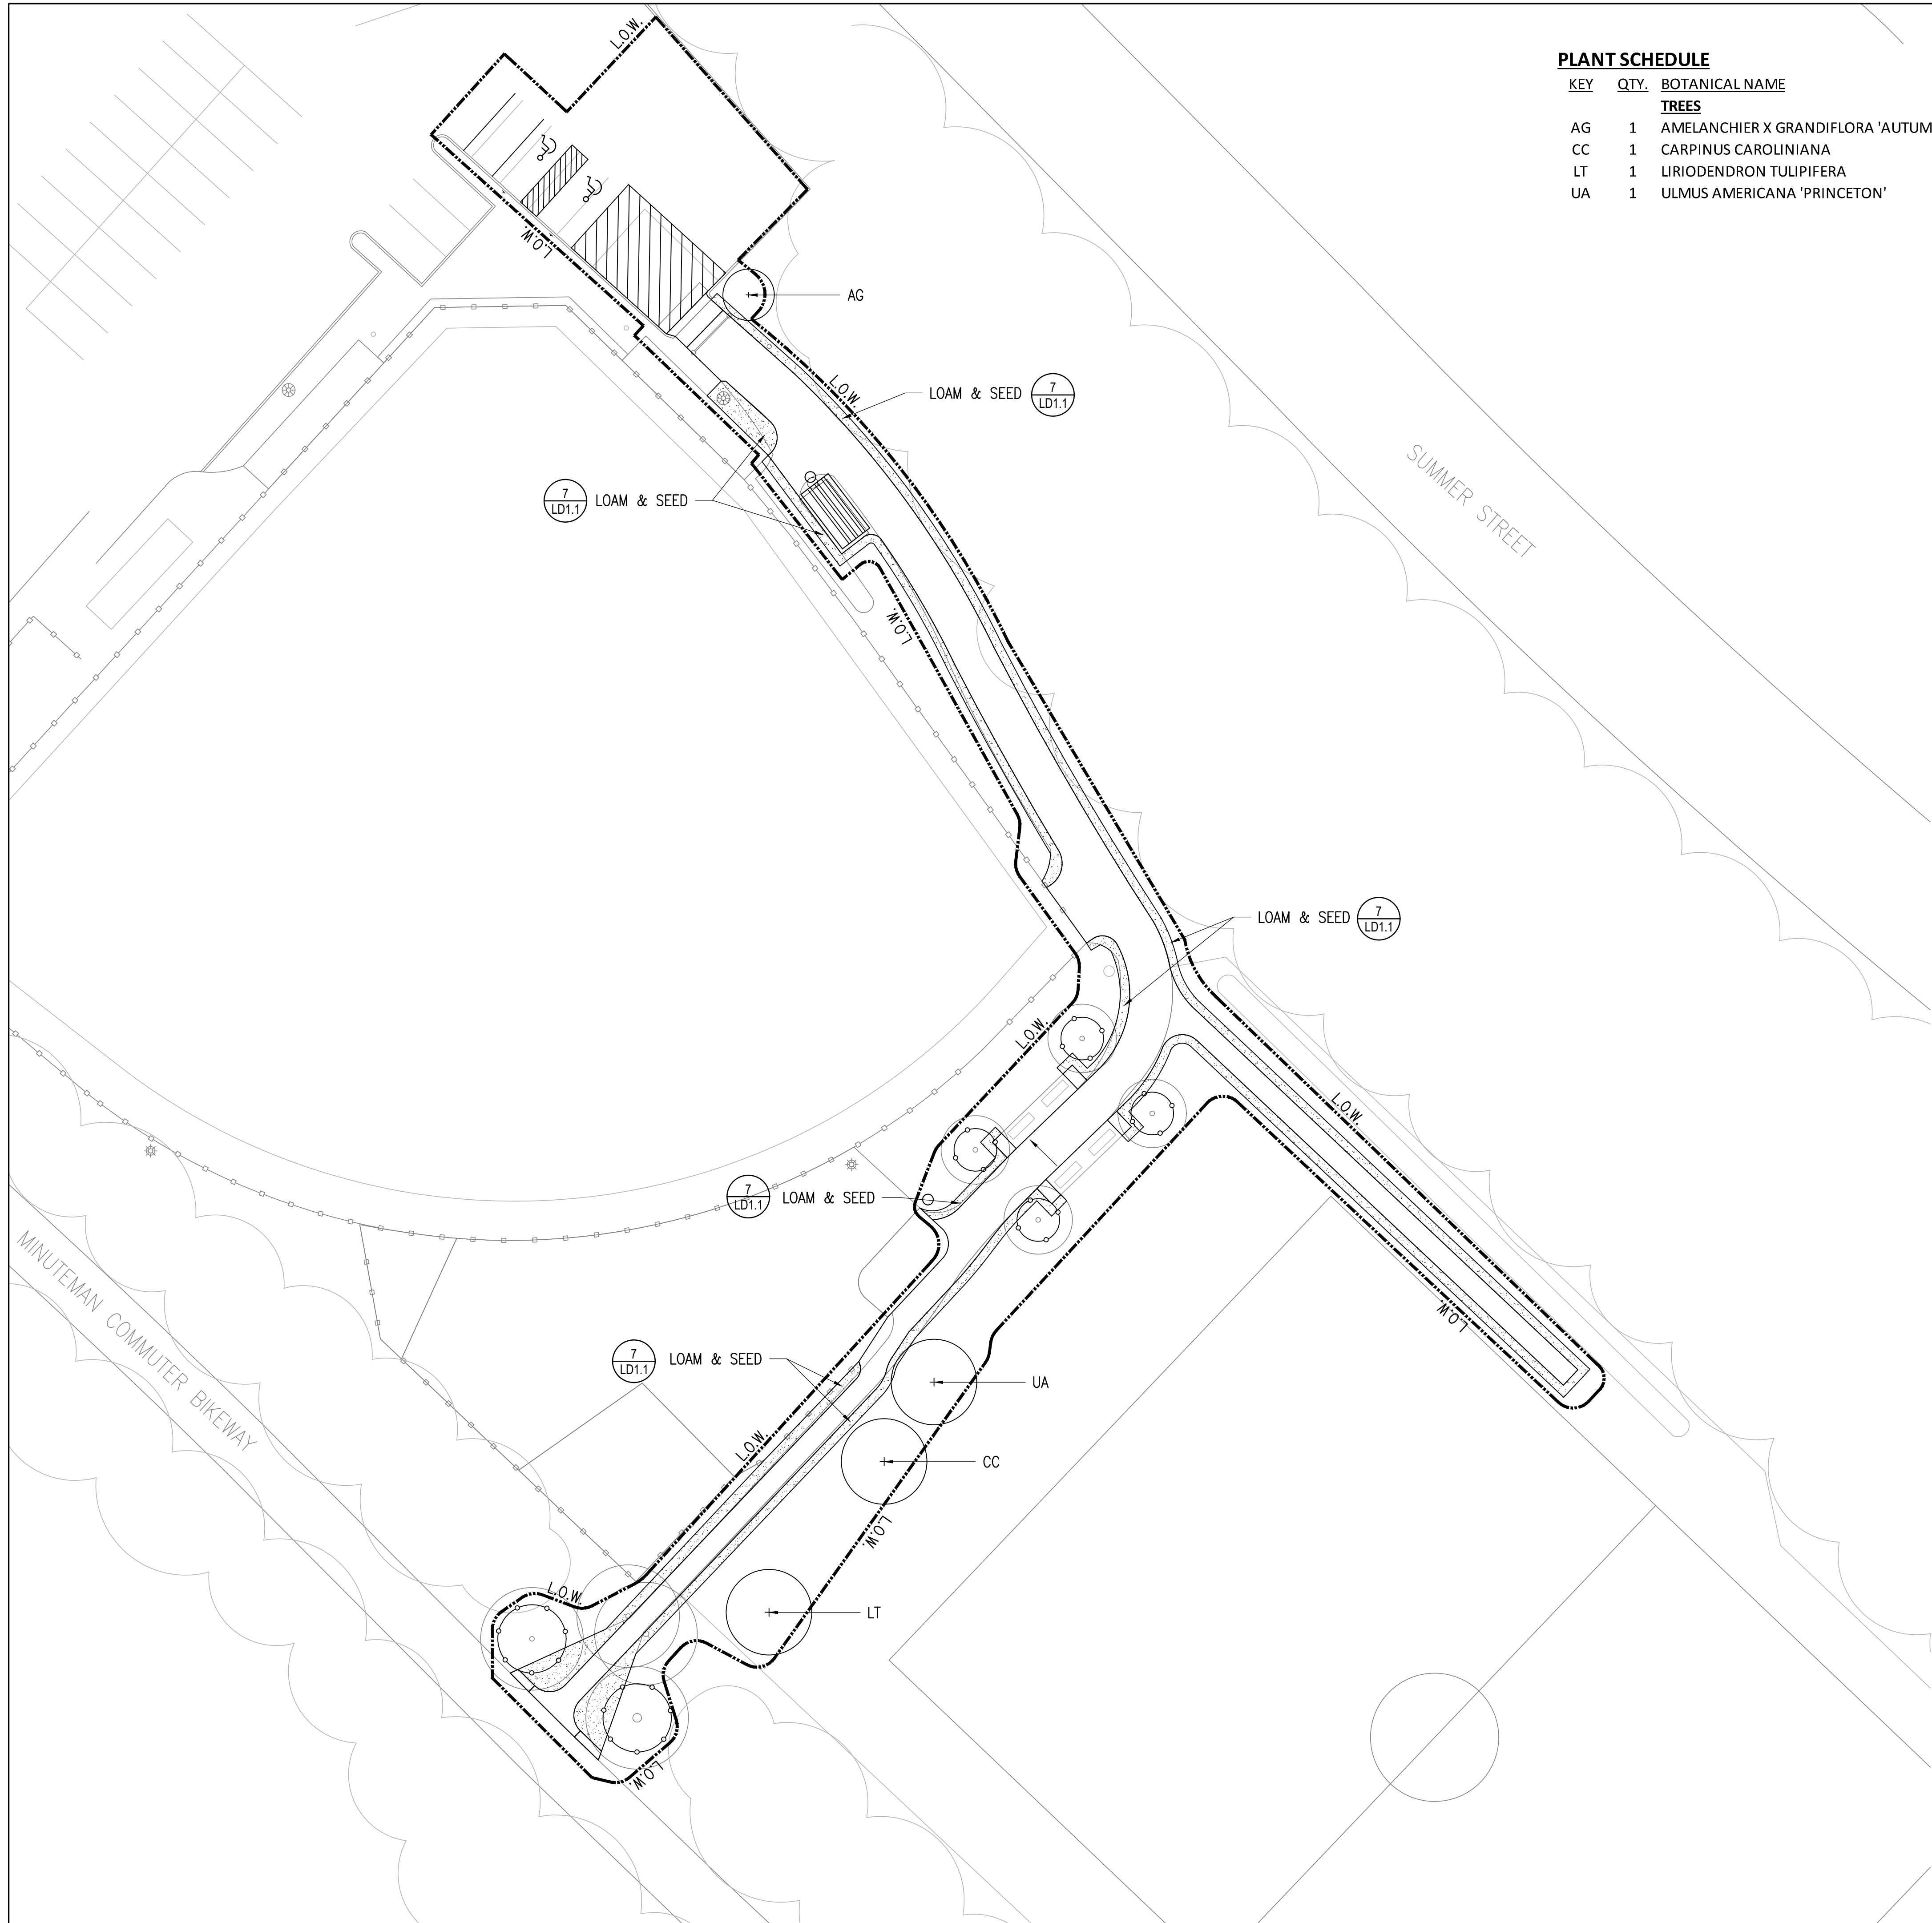 L.O.W.
PLANT SCHEDULE
KEY QTY. BOTANICAL NAME
TREES
AG 1 AMELANCHIER X GRANDIFLORA 'AUTUM
CC 1 CARPINUS CAROLINIANA
LT 1 LIRIODENDRON TULIPIFERA
UA 1 ULMUS AMERICANA 'PRINCETON'
L.O.W.
AG
L.O.W.
LOAM & SEED
7
LD1.1
7
LD1.1
LOAM & SEED
SUMMER STREET
L.O.W.
LOAM & SEED
7
LD1.1
L.O.W.
L.O.W.
7
LD1.1
LOAM & SEED
MINUTEMAN COMMUTER BIKEWAY
L.O.W.
7
LD1.1
LOAM & SEED
UA
L.O.W.
CC
L.O.W.
L.O.W.
LT
L.O.W.